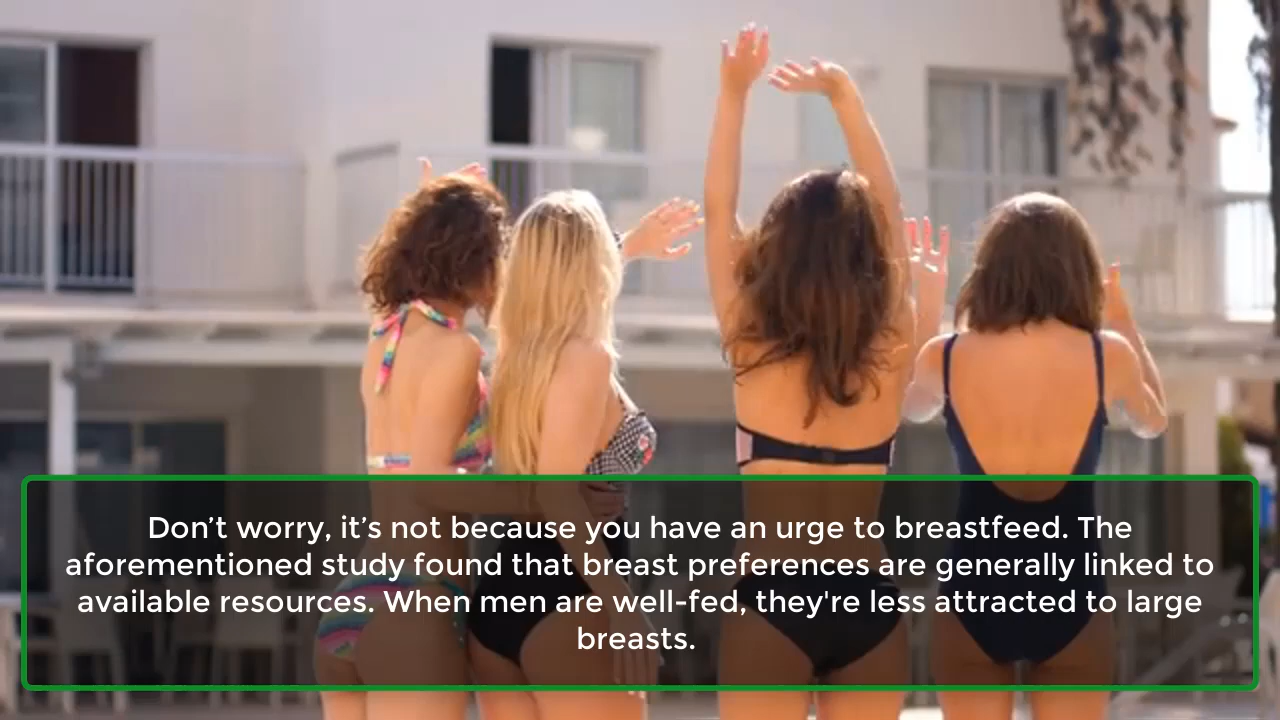 Don’t worry, it’s not because you have an urge to breastfeed. The
aforementioned study found that breast preferences are generally linked to
available resources. When men are well-fed, they're less attracted to large
breasts.